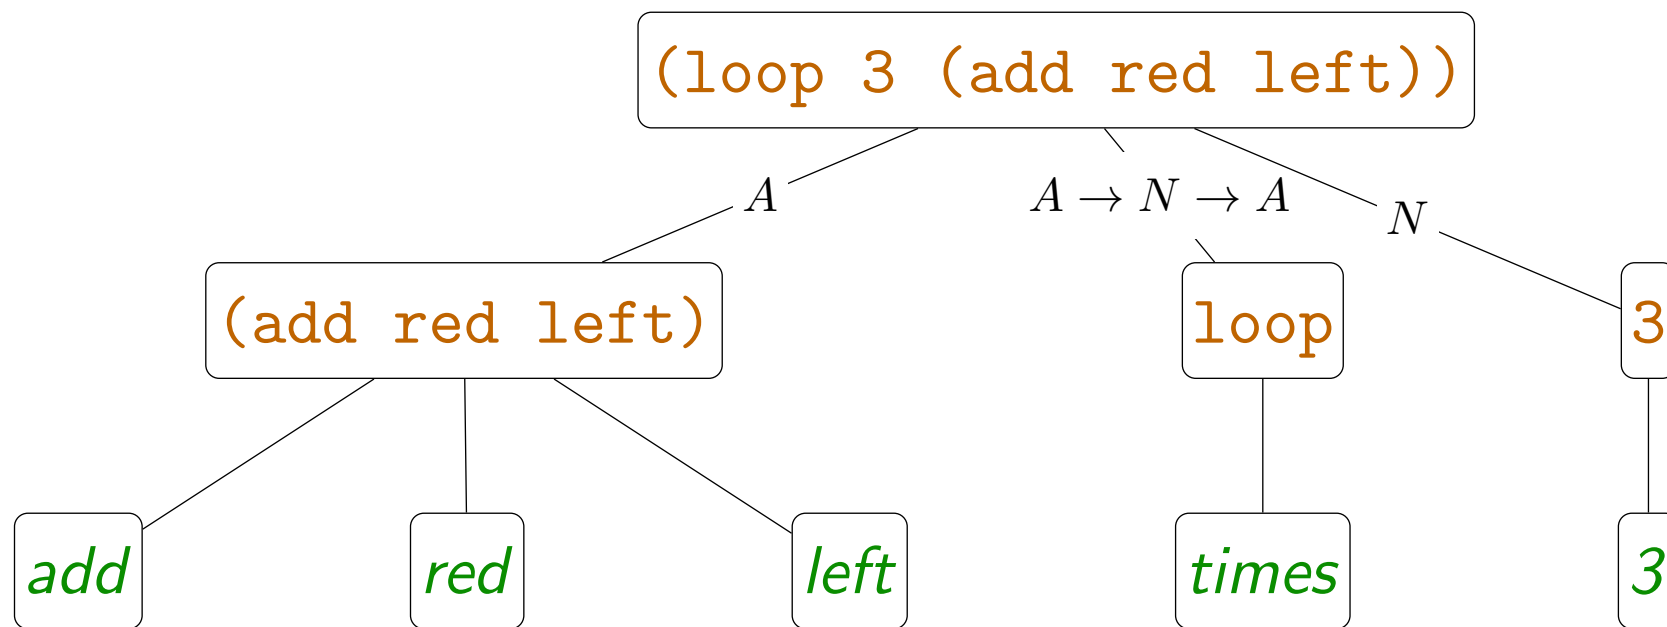 (loop 3 (add red left))
A
A → N → A
N
(add red left)
loop
3
add
red
left
times
3